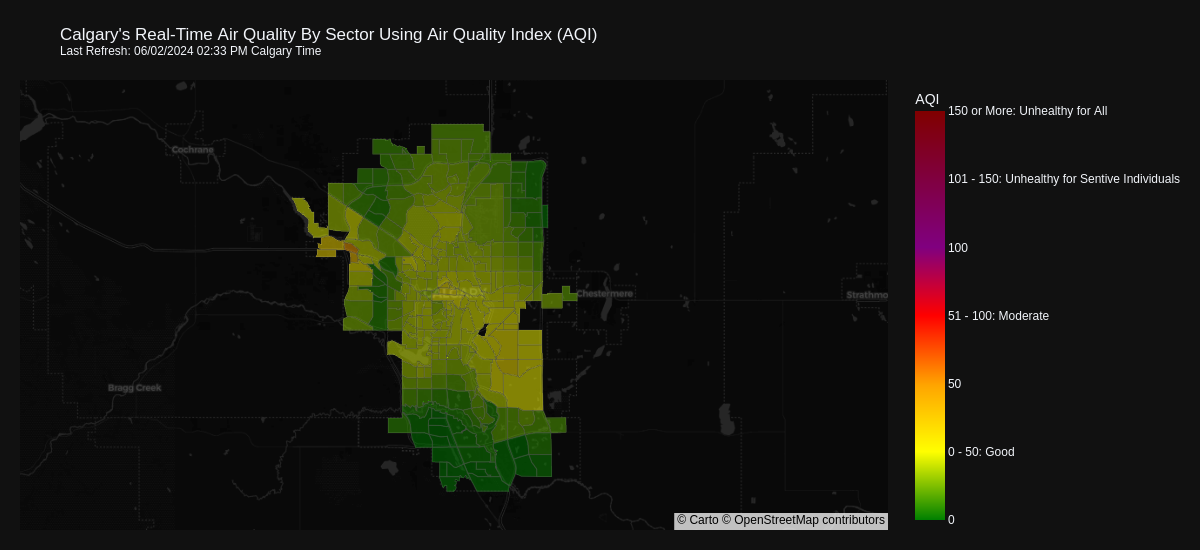 Calgary's Real-Time Air Quality By Sector Using Air Quality Index (AQI)
Last Refresh: 06/02/2024 02:33 PM Calgary Time
AQI
150 or More: Unhealthy for All
Cochrane
101 - 150: Unhealthy for Sentive Individuals
100
Chestermere
Strathmo
51 - 100: Moderate
50
Bragg Creek
0 - 50: Good
0
© Carto © OpenStreetMap contributors